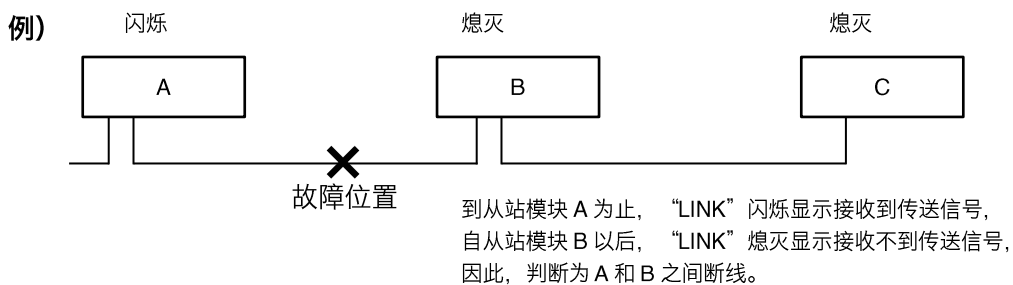 例） 闪烁 熄灭 熄灭
A B C
故障位置
到从站模块 A 为止，“LINK”闪烁显示接收到传送信号，
自从站模块 B 以后，“LINK”熄灭显示接收不到传送信号，
因此，判断为 A 和 B 之间断线。